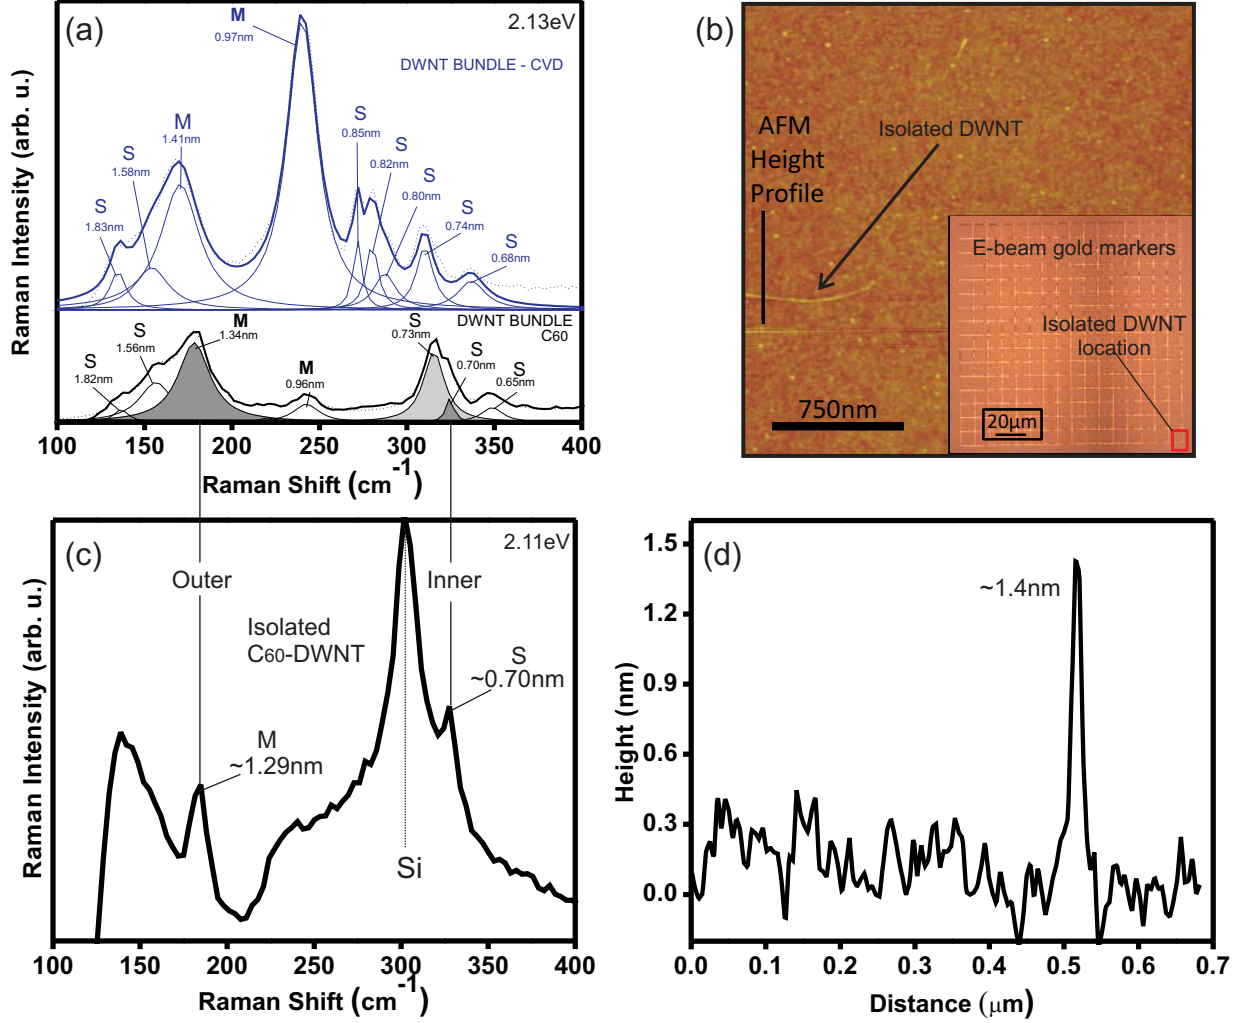 (a)
M
0.97nm
2.13eV
DWNT BUNDLE - CVD
M
1.41nm
S
1.58nm
S
1.83nm
S
0.85nm
S
0.82nm
S
0.80nm
S
0.74nm
S
0.68nm
DWNT BUNDLE
C60
S
1.82nm
S
1.56nm
M
1.34nm
M
0.96nm
S
0.73nm
S
0.70nm
S
0.65nm
100 150 200 250 300 350 400
Raman Shift (cm-1)
Raman Intensity (arb. u.)
(b)
AFM
Height
Profile
Isolated DWNT
750nm
E-beam gold markers
Isolated DWNT
location
20µm
(c)
2.11eV
Outer
Inner
Isolated
C60-DWNT
S
~0.70nm
M
~1.29nm
Si
100 150 200 250 300 350 400
Raman Shift (cm-1)
Raman Intensity (arb. u.)
(d)
~1.4nm
1.5
1.2
0.9
0.6
0.3
0.0
Height (nm)
0.0 0.1 0.2 0.3 0.4 0.5 0.6 0.7
Distance (µm)